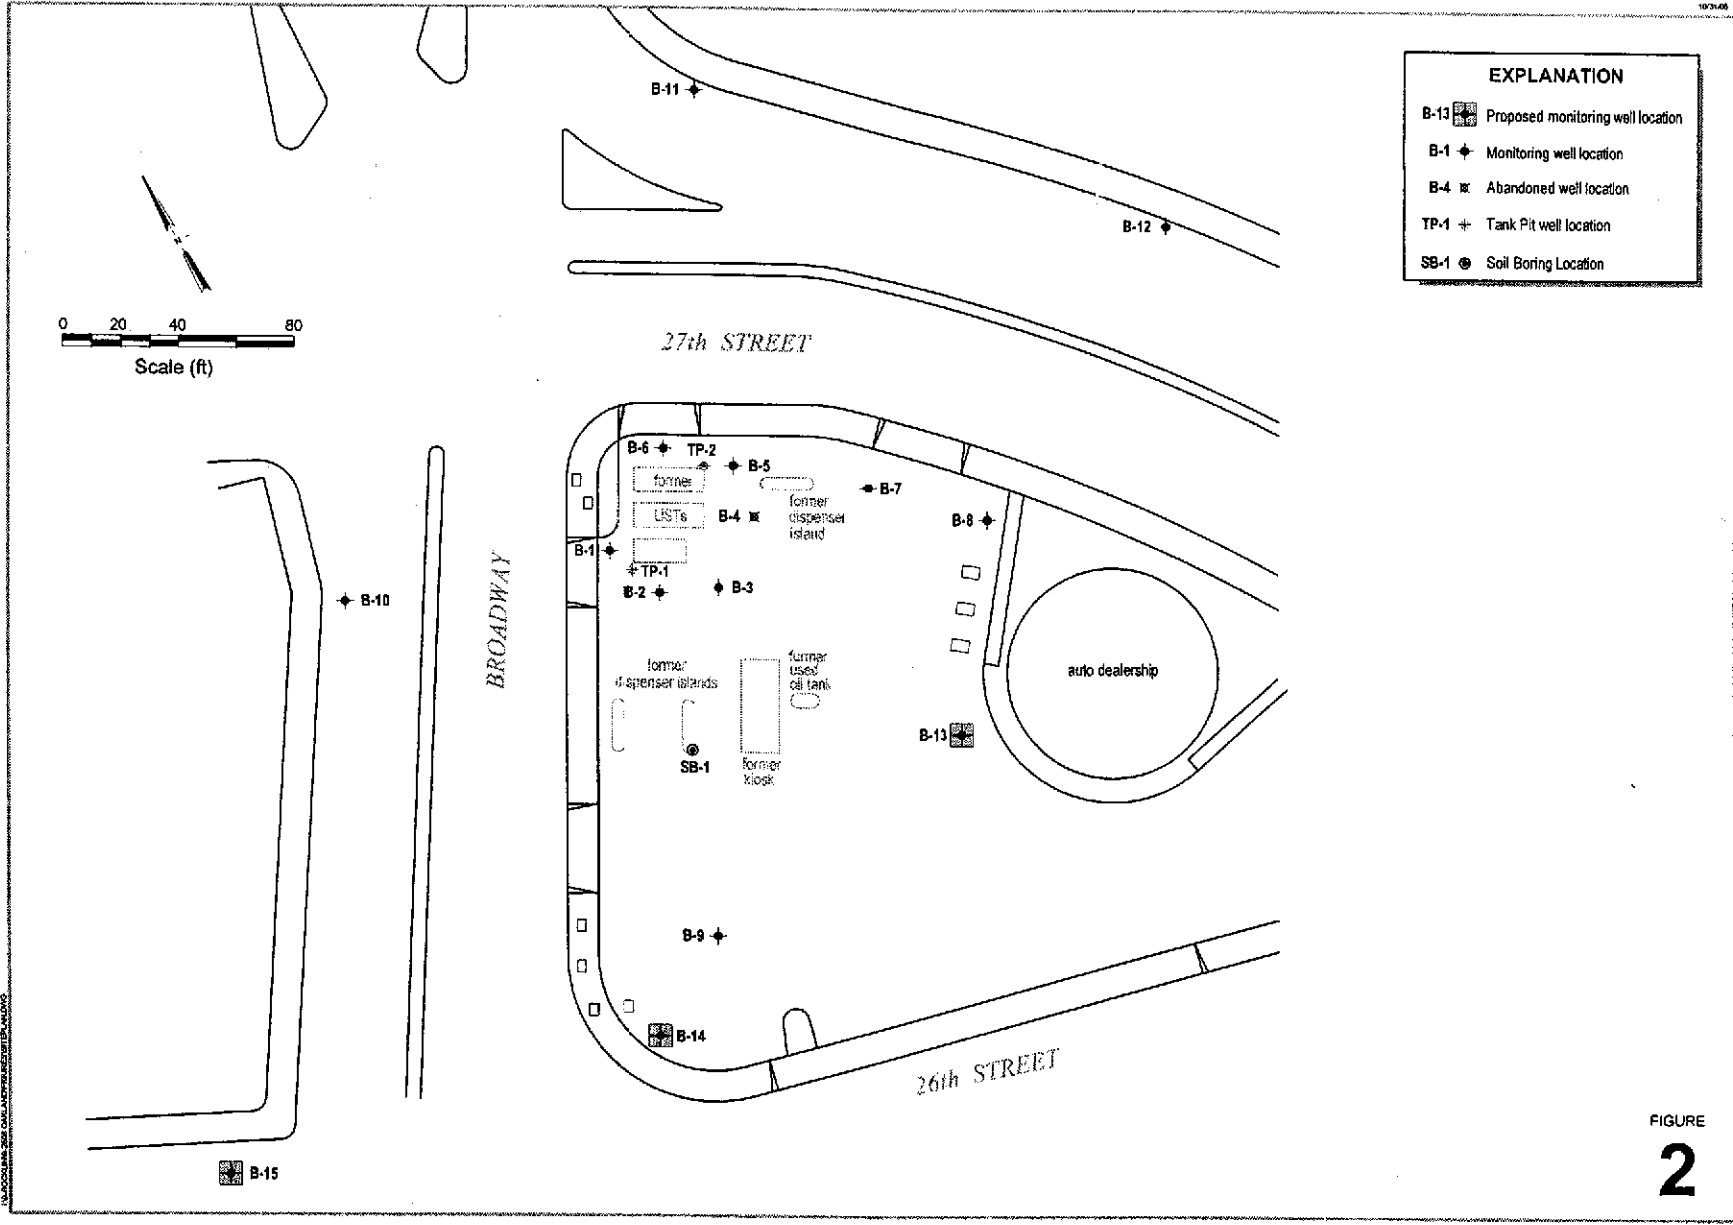 10/31/06
EXPLANATION
B-13 Proposed monitoring well location
B-1 Monitoring well location
B-4 Abandoned well location
TP-1 Tank Pit well location
SB-1 Soil Boring Location
B-11
B-12
0 20 40 80
Scale (ft)
27th STREET
B-6 TP-2
B-5
former
B-7
former
dispenser
island
USTs
B-4
B-8
B-1
TP-1
B-2
B-3
B-10
BROADWAY
former
dispenser islands
former
used
oil tank
auto dealership
B-13
SB-1
former
kiosk
B-9
B-14
26th STREET
B-15
FIGURE
2